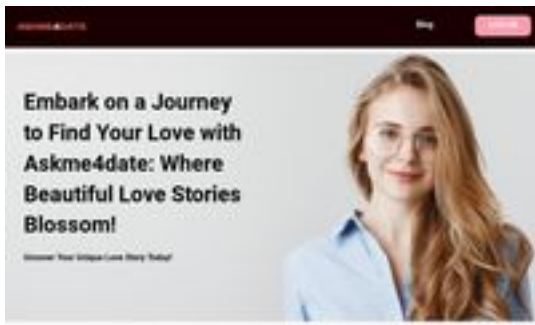 ASKME4DATE
Blog
Embark on a Journey
to Find Your Love with
Askme4date: Where
Beautiful Love Stories
Blossom!
Uncover Your Unique Love Story Today!